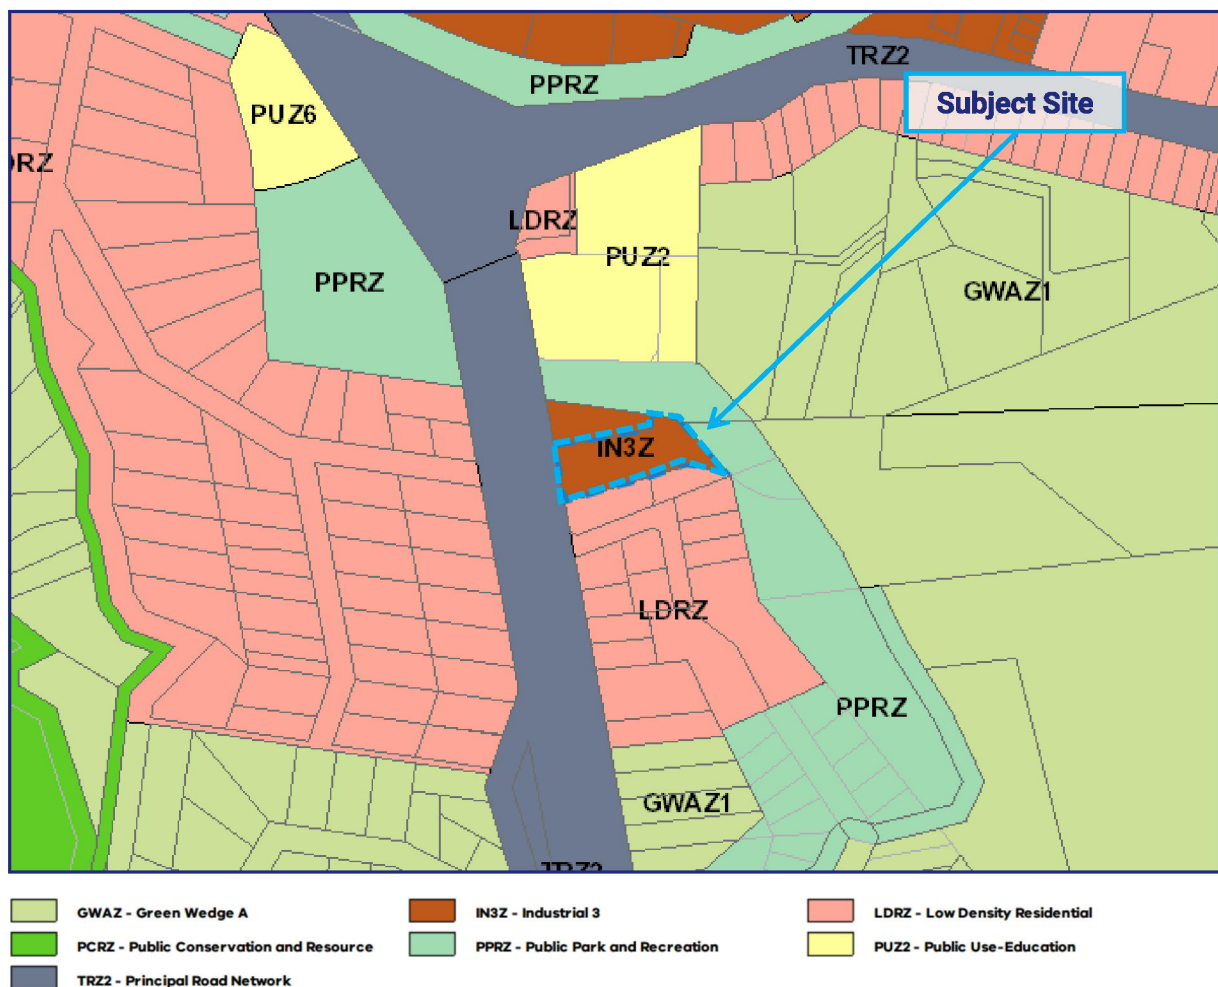 TRZ2
PPRZ
Subject Site
PUZ6
DRZ
LDRZ
PUZ2
PPRZ
GWAZ1
IN3Z
LDRZ
PPRZ
GWAZ1
TRZ2
GWAZ - Green Wedge A
IN3Z - Industrial 3
LDRZ - Low Density Residential
PCRZ - Public Conservation and Resource
PPRZ - Public Park and Recreation
PUZ2 - Public Use-Education
TRZ2 - Principal Road Network